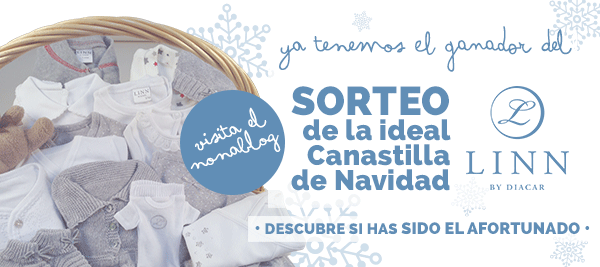 ya tenemos el ganador del
SORTEO
de la ideal
Canastilla
de Navidad
visita el
nonablog
L
LINN
BY DIACAR
• DESCUBRE SI HAS SIDO EL AFORTUNADO •
LINN